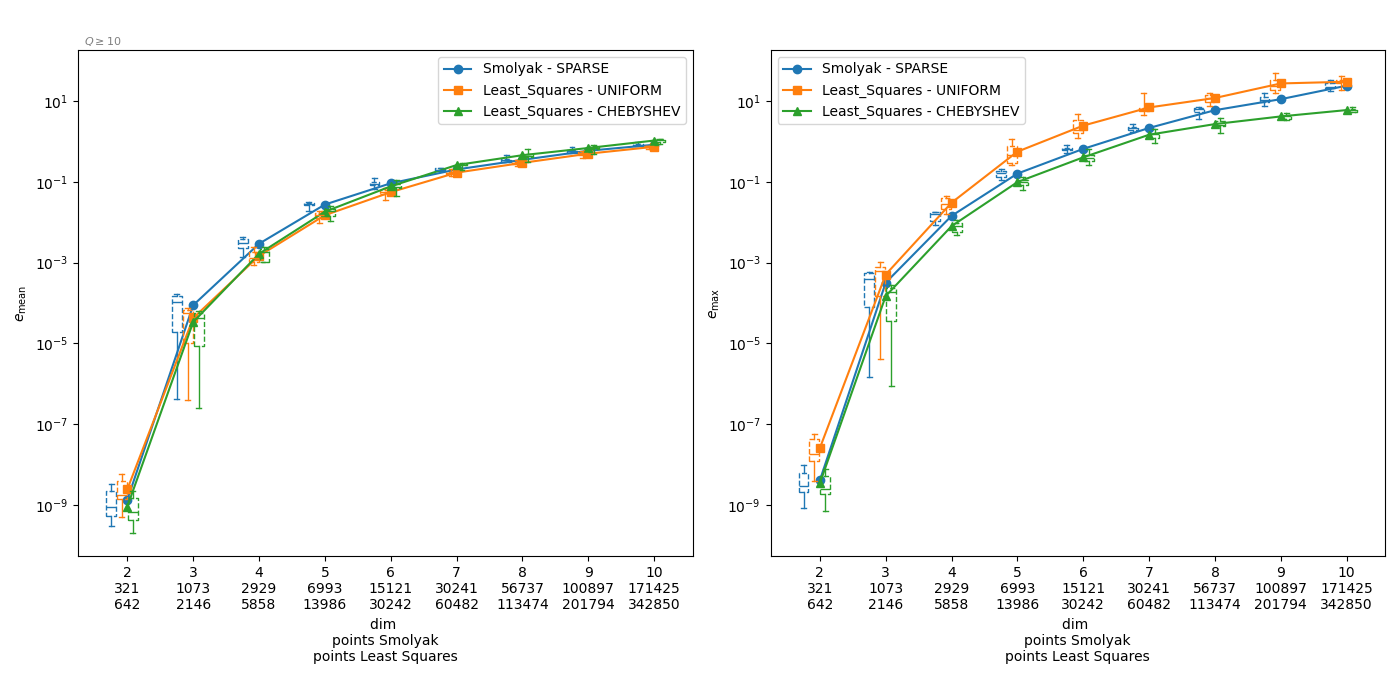 Q ≥ 10
Smolyak - SPARSE
Least_Squares - UNIFORM
Least_Squares - CHEBYSHEV
10^1
10^-1
10^-3
10^-5
10^-7
10^-9
e_mean
2 3 4 5 6 7 8 9 10
321 1073 2929 6993 15121 30241 56737 100897 171425
642 2146 5858 13986 30242 60482 113474 201794 342850
dim
points Smolyak
points Least Squares
Smolyak - SPARSE
Least_Squares - UNIFORM
Least_Squares - CHEBYSHEV
10^1
10^-1
10^-3
10^-5
10^-7
10^-9
e_max
2 3 4 5 6 7 8 9 10
321 1073 2929 6993 15121 30241 56737 100897 171425
642 2146 5858 13986 30242 60482 113474 201794 342850
dim
points Smolyak
points Least Squares